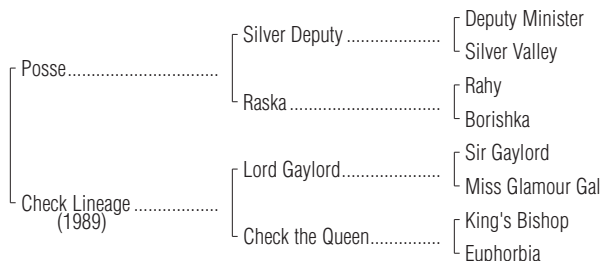 Deputy Minister
Silver Deputy ....................
Silver Valley
Posse................................
Rahy
Raska ................................
Borishka
Sir Gaylord
Lord Gaylord.....................
Miss Glamour Gal
Check Lineage ..................
(1989)
King's Bishop
Check the Queen...............
Euphorbia